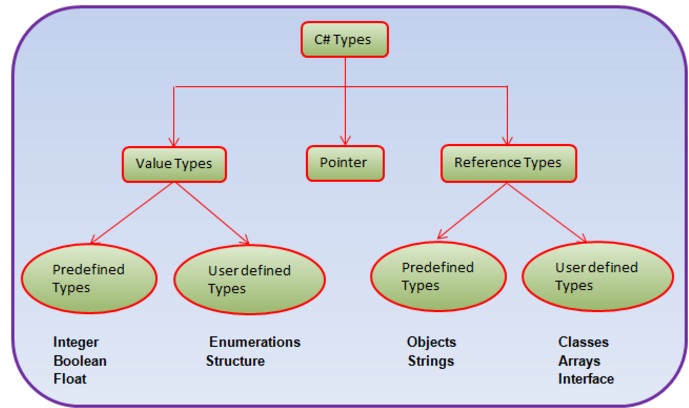 C# Types
Value Types
Pointer
Reference Types
Predefined
Types
User defined
Types
Predefined
Types
User defined
Types
Integer
Boolean
Float
Enumerations
Structure
Objects
Strings
Classes
Arrays
Interface